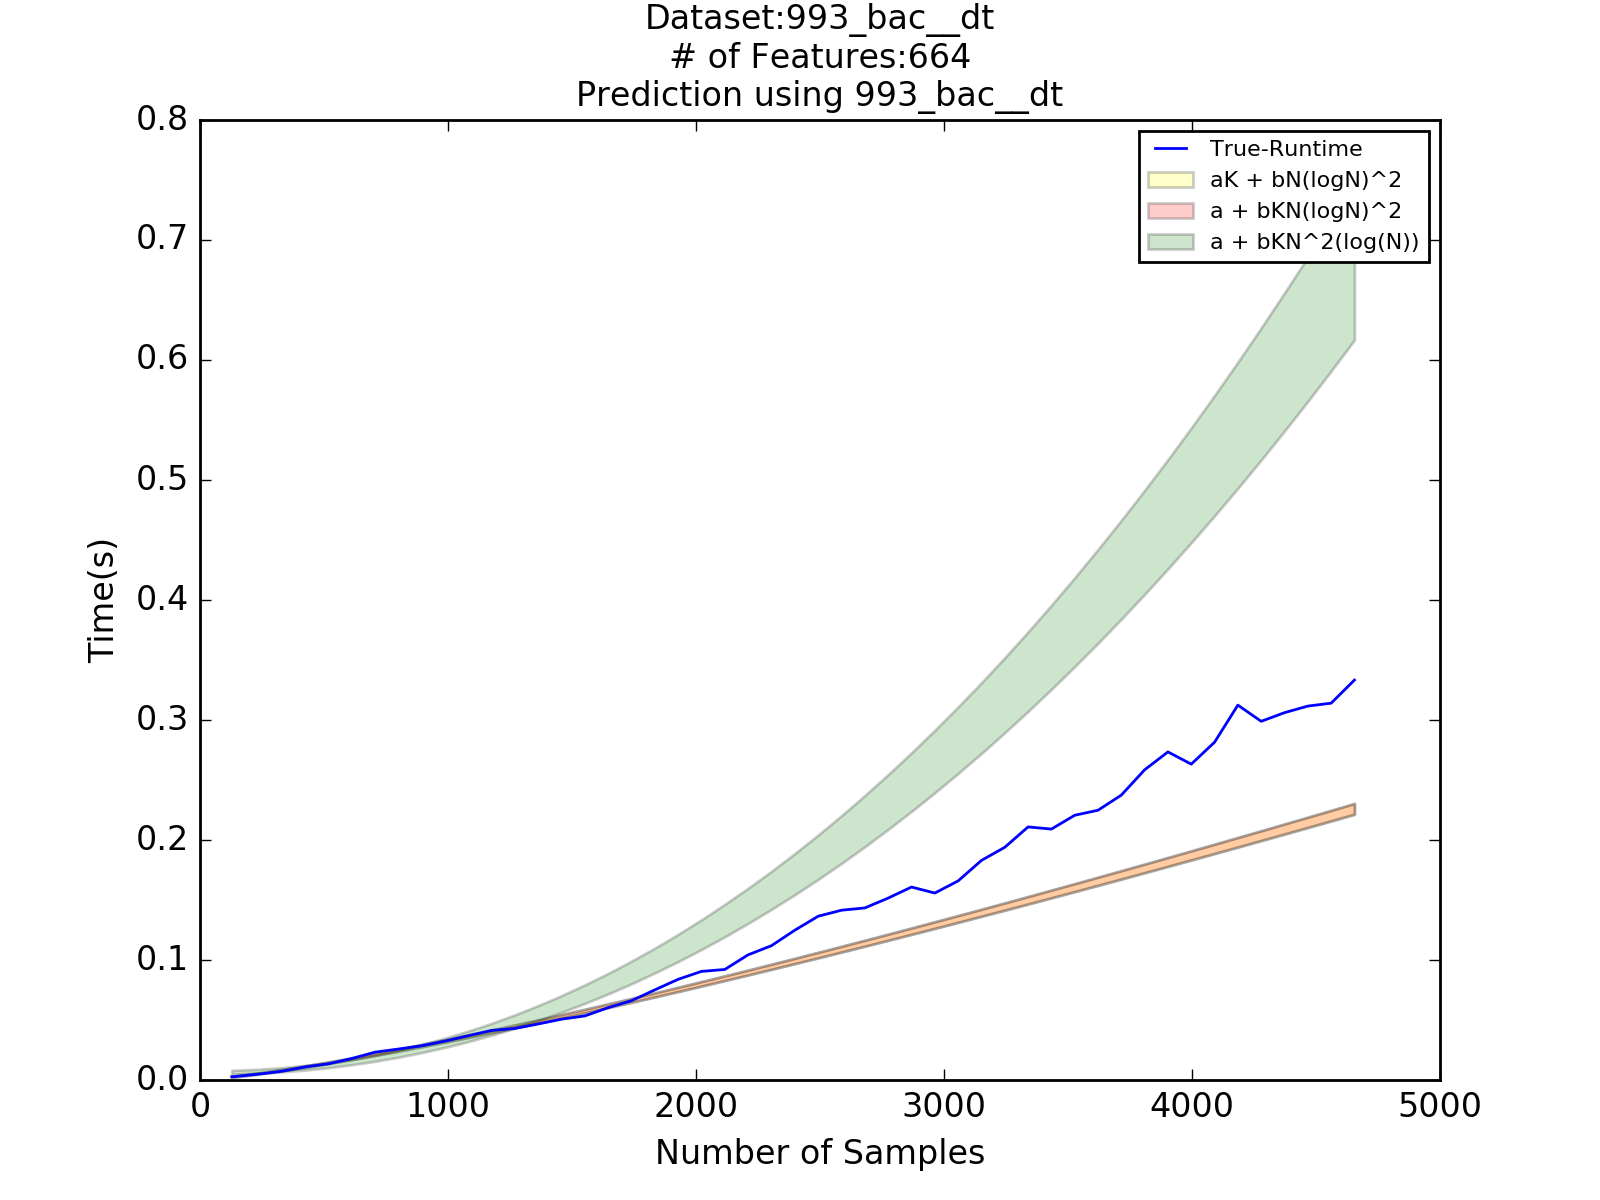 Dataset:993_bac__dt
# of Features:664
Prediction using 993_bac__dt
True-Runtime
aK + bN(logN)^2
a + bKN(logN)^2
a + bKN^2(log(N))
0.8
0.7
0.6
0.5
0.4
0.3
0.2
0.1
0.0
Time(s)
0 1000 2000 3000 4000 5000
Number of Samples